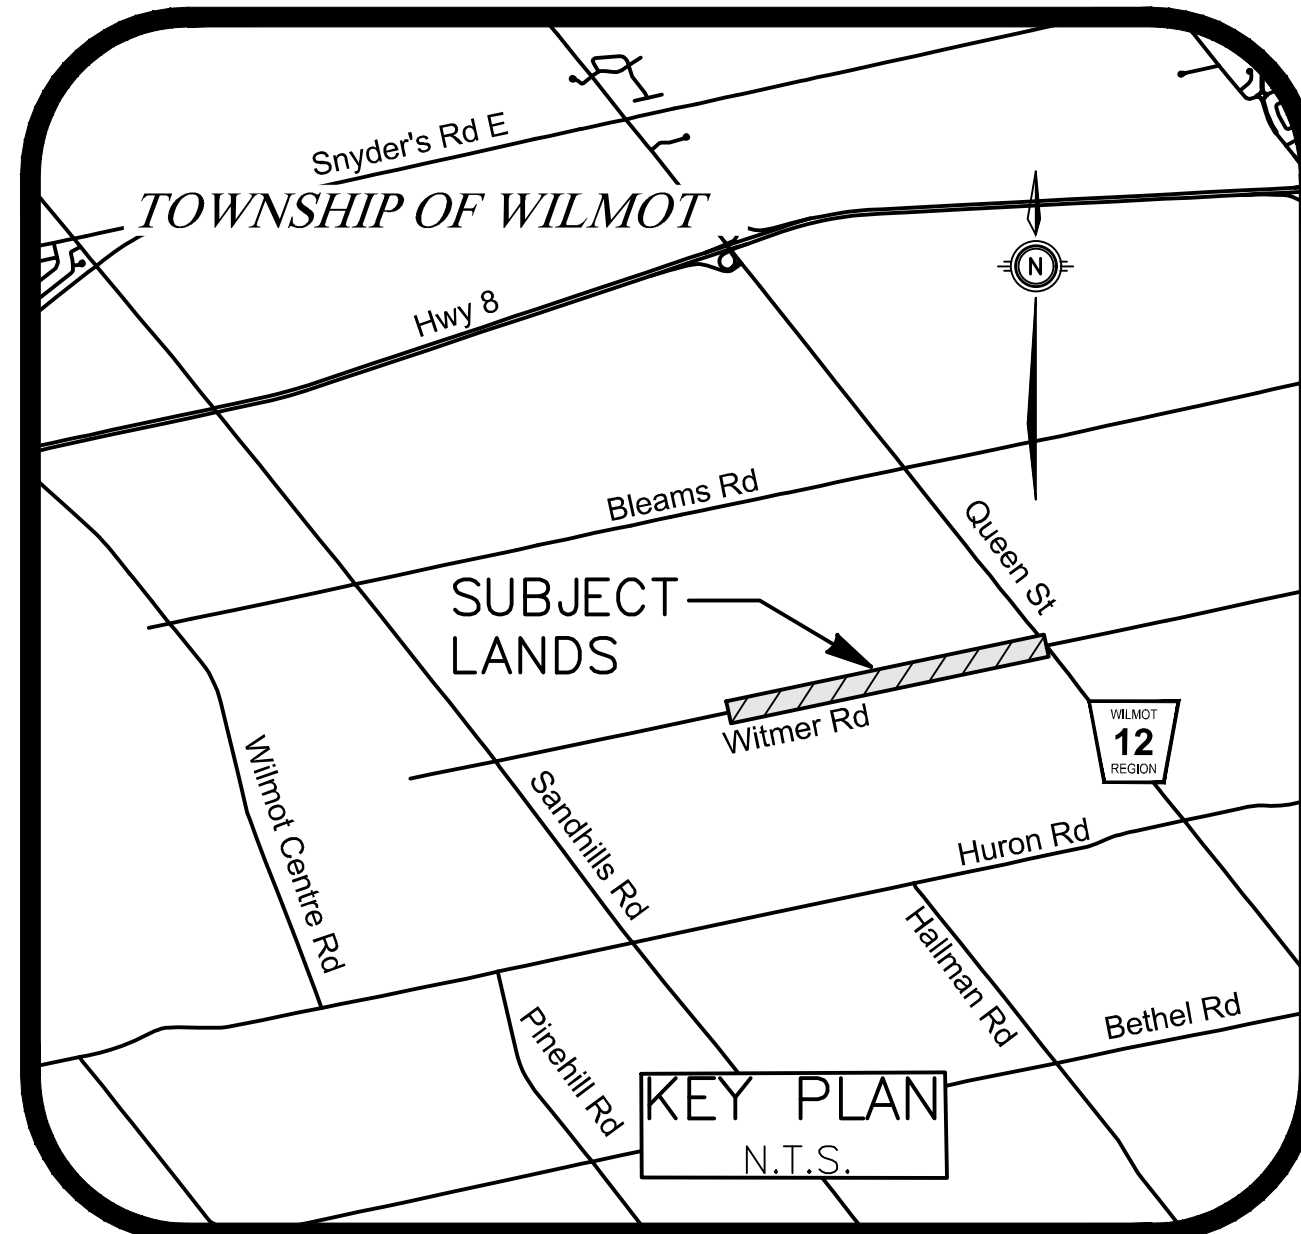 Snyder's Rd E
TOWNSHIP OF WILMOT
N
Hwy 8
Bleams Rd
Queen St
SUBJECT
LANDS
Witmer Rd
WILMOT
12
REGION
Wilmot Centre Rd
Sandhills Rd
Huron Rd
Hallman Rd
Bethel Rd
Pinehill Rd
KEY PLAN
N.T.S.